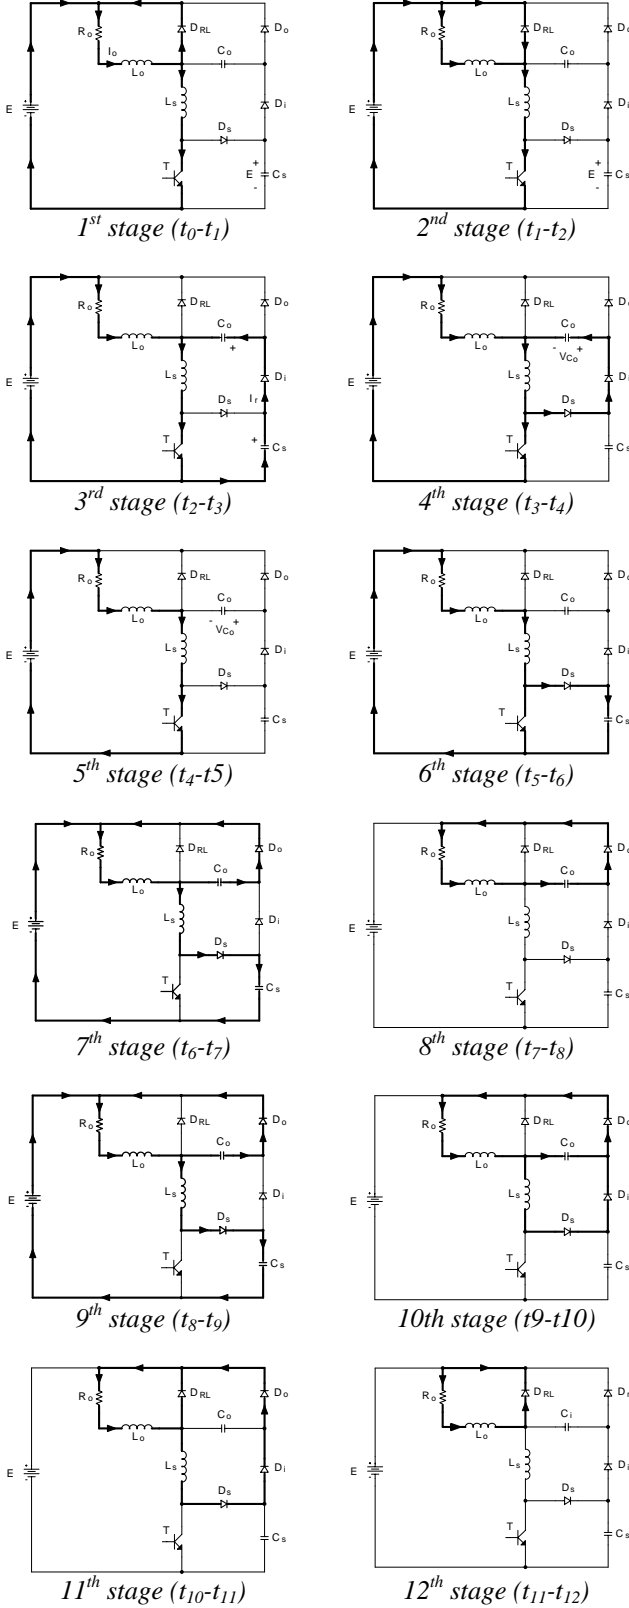 Ro
Io
Lo
DRL
Co
Do
E
Ls
Di
Ds
T
+
E
-
Cs
1st stage (t0-t1)
Ro
Lo
DRL
Co
Do
E
Ls
Di
Ds
T
+
E
-
Cs
2nd stage (t1-t2)
Ro
Lo
DRL
Co
+
Do
E
Ls
Di
Ir
Ds
T
+
Cs
3rd stage (t2-t3)
Ro
Lo
DRL
Co
- VCo +
Do
E
Ls
Di
Ds
T
Cs
4th stage (t3-t4)
Ro
Lo
DRL
Co
- VCo +
Do
E
Ls
Di
Ds
T
Cs
5th stage (t4-t5)
Ro
Lo
DRL
Co
Do
E
Ls
Di
Ds
T
Cs
6th stage (t5-t6)
Ro
Lo
DRL
Co
Do
E
Ls
Di
Ds
T
Cs
7th stage (t6-t7)
Ro
Lo
DRL
Co
Do
E
Ls
Di
Ds
T
Cs
8th stage (t7-t8)
Ro
Lo
DRL
Co
Do
E
Ls
Di
Ds
T
Cs
9th stage (t8-t9)
Ro
Lo
DRL
Co
Do
E
Ls
Di
Ds
T
Cs
10th stage (t9-t10)
Ro
Lo
DRL
Co
Do
E
Ls
Di
Ds
T
Cs
11th stage (t10-t11)
Ro
Lo
DRL
Ci
E
Ls
Di
Ds
T
Cs
12th stage (t11-t12)